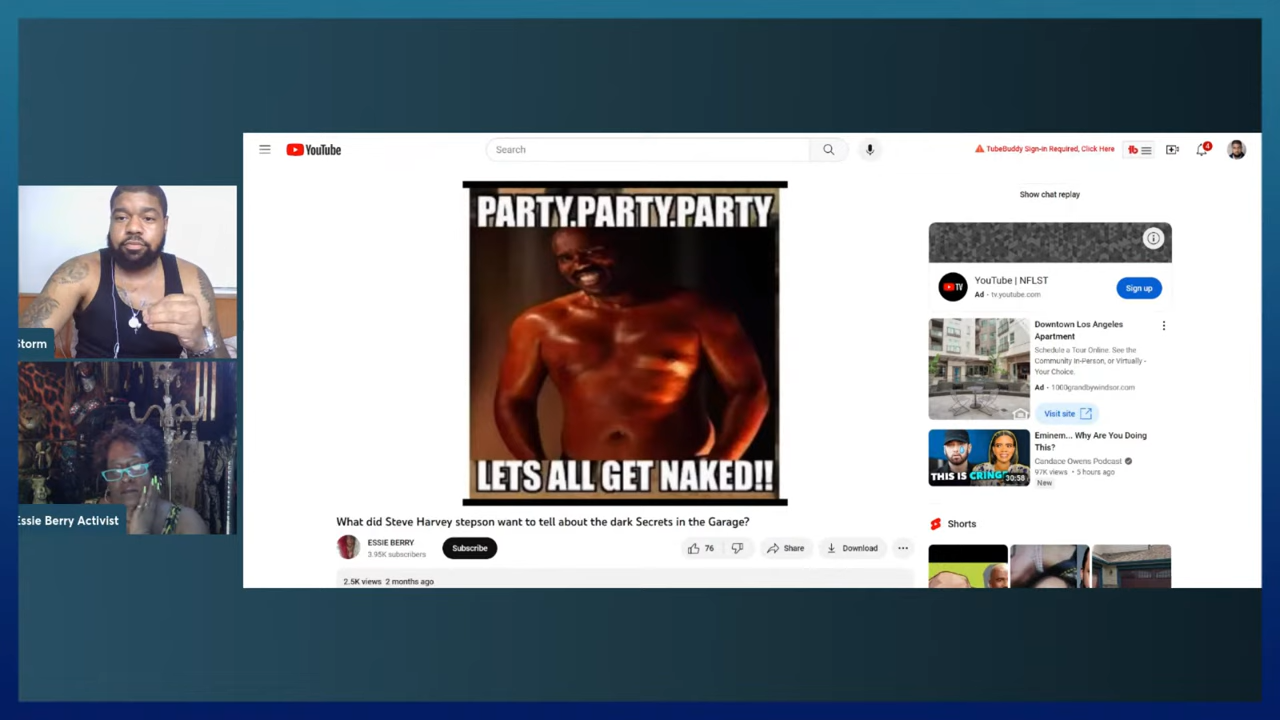 YouTube
Search
TubeBuddy Sign-in Required, Click Here
tb
4
Show chat replay
PARTY.PARTY.PARTY
LETS ALL GET NAKED!!
What did Steve Harvey stepson want to tell about the dark Secrets in the Garage?
ESSIE BERRY
3.95K subscribers
Subscribe
76
Share
Download
2.5K views 2 months ago
TV
YouTube | NFLST
Ad · tv.youtube.com
Sign up
Downtown Los Angeles
Apartment
Schedule a Tour Online. See the
Community In-Person, or Virtually -
Your Choice.
Ad · 1000grandbywindsor.com
Visit site
THIS IS CRINGE
30:58
Eminem... Why Are You Doing
This?
Candace Owens Podcast
97K views · 5 hours ago
New
Shorts
Storm
Essie Berry Activist